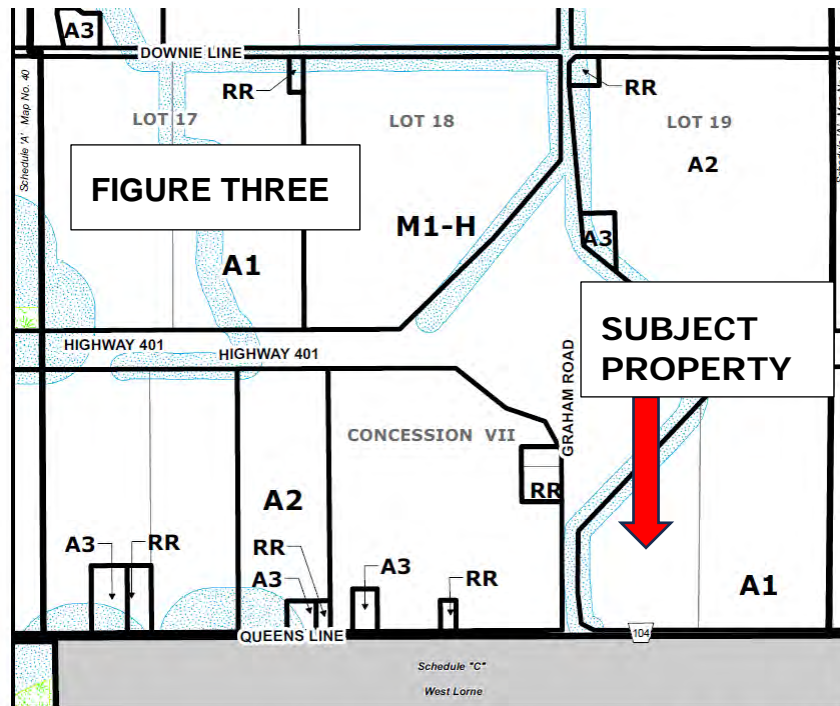 A3
DOWNIE LINE
Schedule 'A' Map No. 40
RR
RR
LOT 17
LOT 18
LOT 19
A2
FIGURE THREE
M1-H
A3
A1
SUBJECT
PROPERTY
HIGHWAY 401
HIGHWAY 401
GRAHAM ROAD
CONCESSION VII
RR
A2
A3
RR
RR
A3
A3
RR
A1
QUEENS LINE
104
Schedule "C"
West Lorne